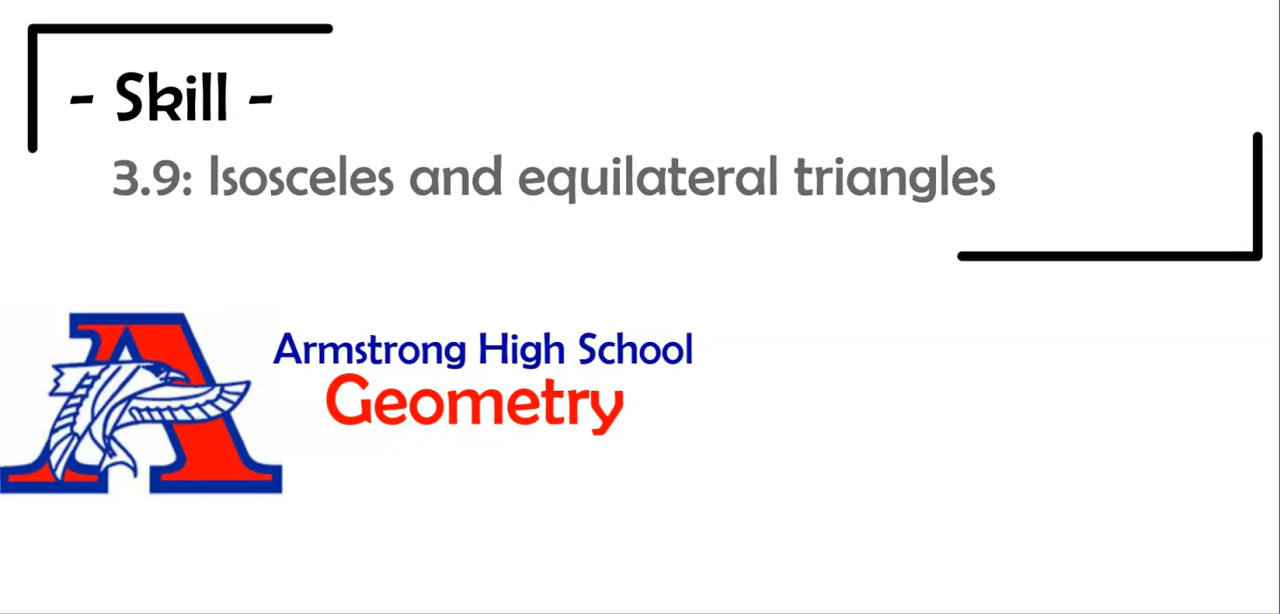 - Skill -
3.9: Isosceles and equilateral triangles
Armstrong High School
Geometry